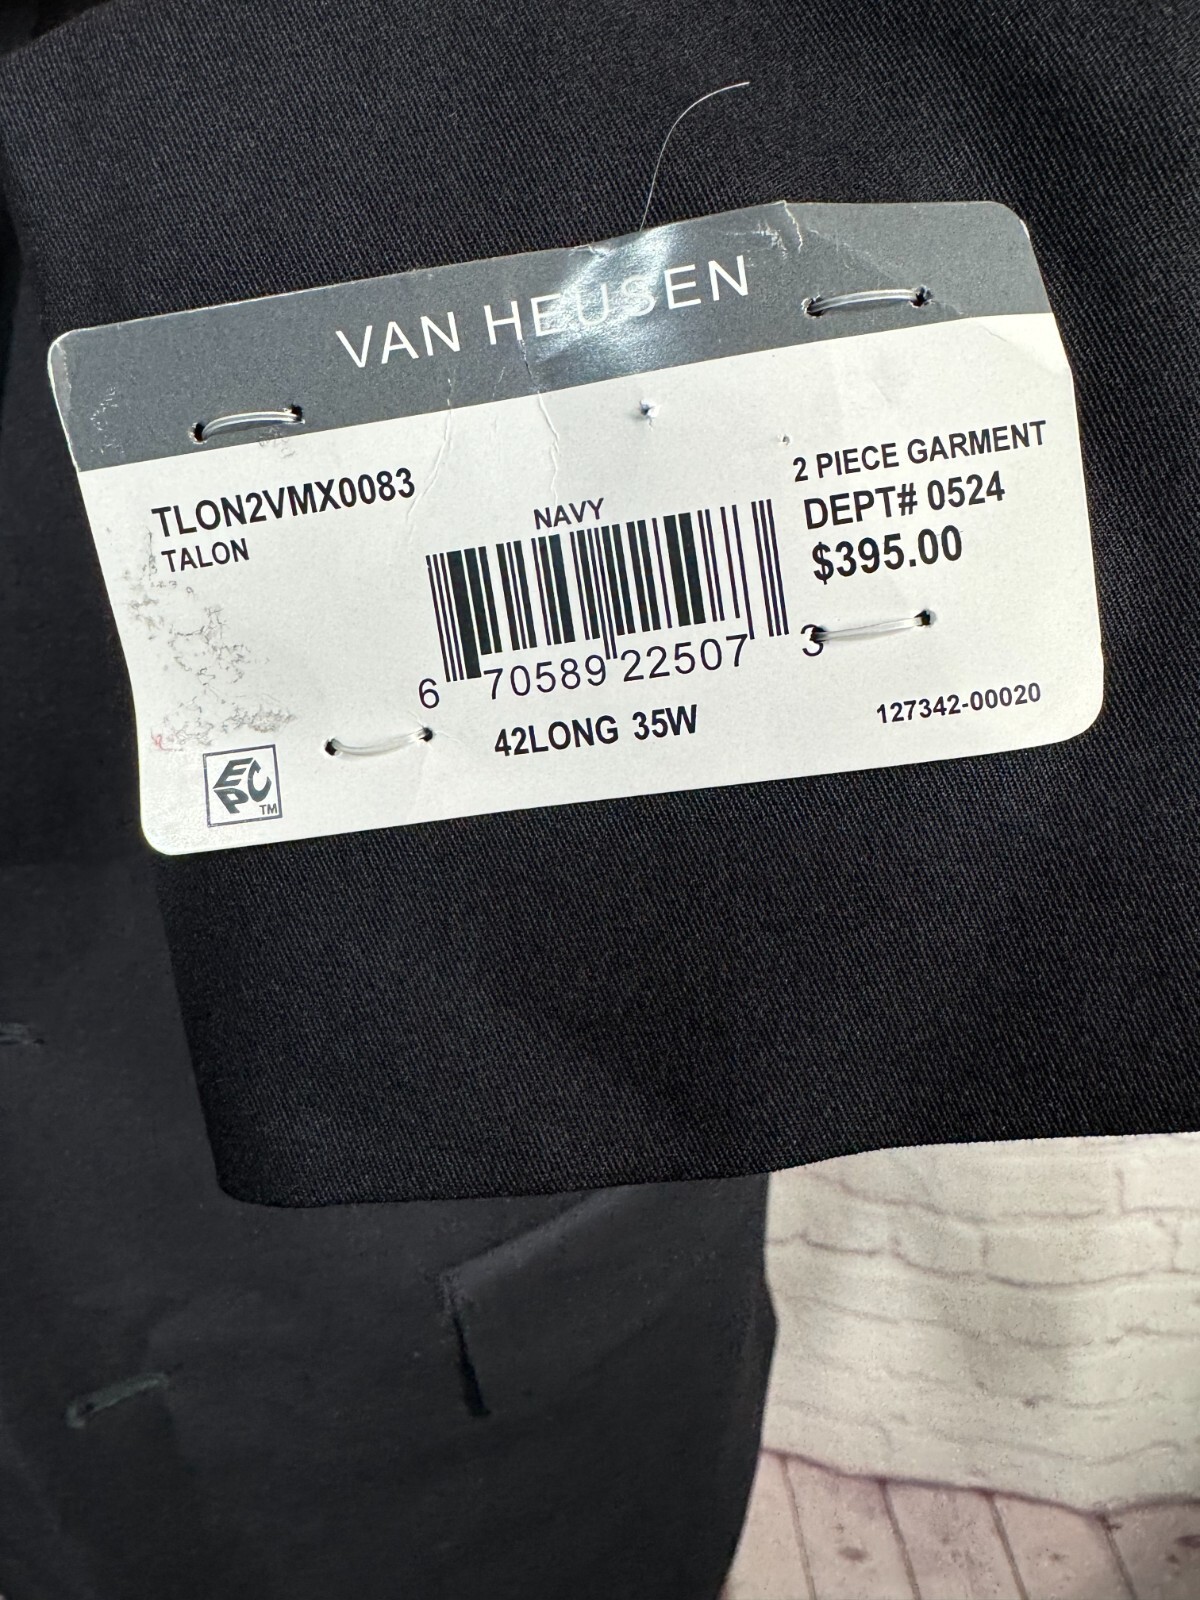 VAN HEUSEN
TLON2VMX0083
TALON
NAVY
2 PIECE GARMENT
DEPT# 0524
$395.00
6 70589 22507 3
42LONG 35W
127342-00020
EPC TM